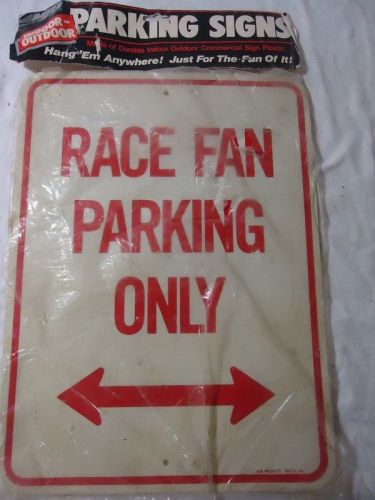 INDOOR-
OUTDOOR
PARKING SIGNS
Made of Durable Indoor Outdoor Commercial Sign Plastic.
Hang 'Em Anywhere! Just For The Fun Of It!
RACE FAN
PARKING
ONLY